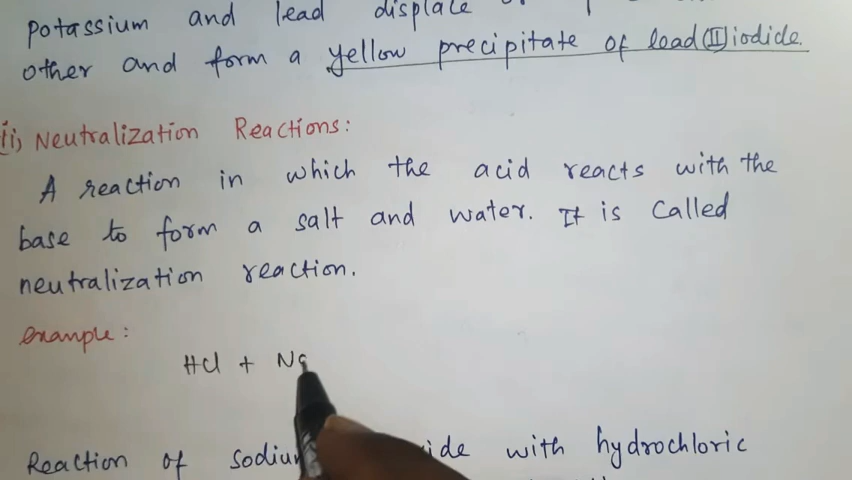 potassium and lead displace
other and form a yellow precipitate of lead(II)iodide.
(ii) Neutralization Reactions:
A reaction in which the acid reacts with the
base to form a salt and water. It is called
neutralization reaction.
example:
HCl + Na
Reaction of with hydrochloric